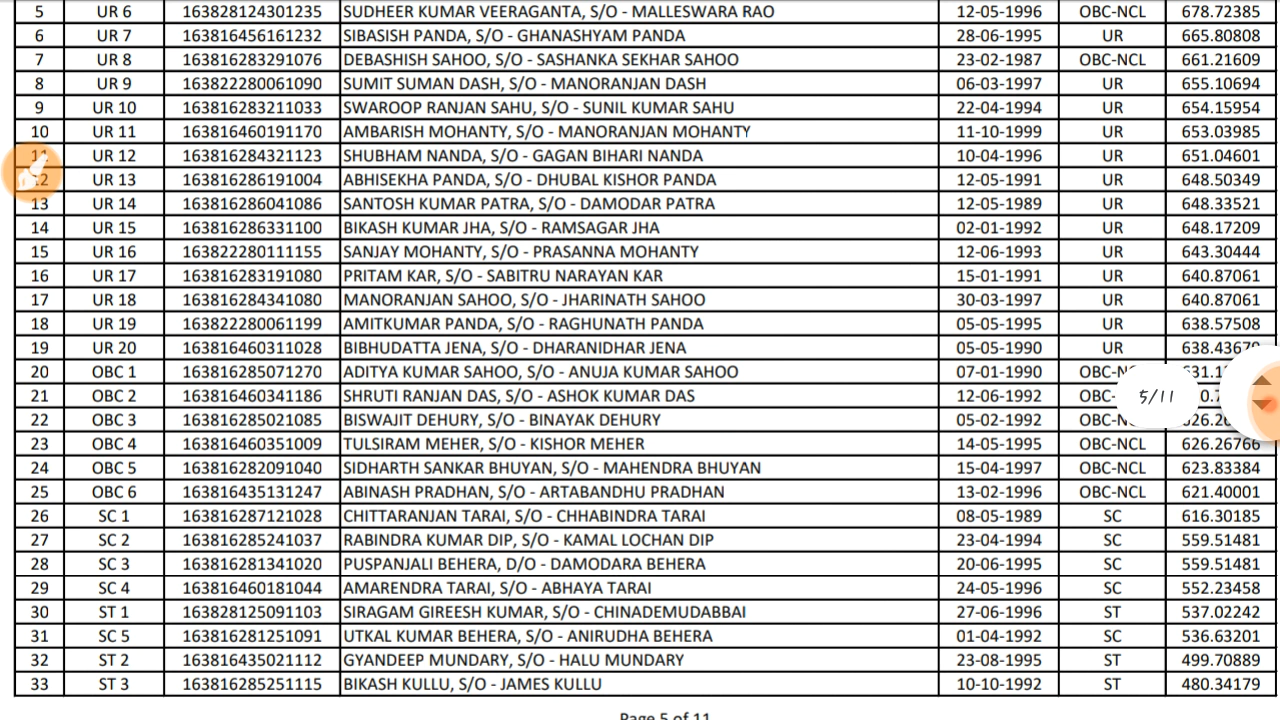 5 UR 6 163828124301235 SUDHEER KUMAR VEERAGANTA, S/O - MALLESWARA RAO 12-05-1996 OBC-NCL 678.72385
6 UR 7 163816456161232 SIBASISH PANDA, S/O - GHANASHYAM PANDA 28-06-1995 UR 665.80808
7 UR 8 163816283291076 DEBASHISH SAHOO, S/O - SASHANKA SEKHAR SAHOO 23-02-1987 OBC-NCL 661.21609
8 UR 9 163822280061090 SUMIT SUMAN DASH, S/O - MANORANJAN DASH 06-03-1997 UR 655.10694
9 UR 10 163816283211033 SWAROOP RANJAN SAHU, S/O - SUNIL KUMAR SAHU 22-04-1994 UR 654.15954
10 UR 11 163816460191170 AMBARISH MOHANTY, S/O - MANORANJAN MOHANTY 11-10-1999 UR 653.03985
11 UR 12 163816284321123 SHUBHAM NANDA, S/O - GAGAN BIHARI NANDA 10-04-1996 UR 651.04601
12 UR 13 163816286191004 ABHISEKHA PANDA, S/O - DHUBAL KISHOR PANDA 12-05-1991 UR 648.50349
13 UR 14 163816286041086 SANTOSH KUMAR PATRA, S/O - DAMODAR PATRA 12-05-1989 UR 648.33521
14 UR 15 163816286331100 BIKASH KUMAR JHA, S/O - RAMSAGAR JHA 02-01-1992 UR 648.17209
15 UR 16 163822280111155 SANJAY MOHANTY, S/O - PRASANNA MOHANTY 12-06-1993 UR 643.30444
16 UR 17 163816283191080 PRITAM KAR, S/O - SABITRU NARAYAN KAR 15-01-1991 UR 640.87061
17 UR 18 163816284341080 MANORANJAN SAHOO, S/O - JHARINATH SAHOO 30-03-1997 UR 640.87061
18 UR 19 163822280061199 AMITKUMAR PANDA, S/O - RAGHUNATH PANDA 05-05-1995 UR 638.57508
19 UR 20 163816460311028 BIBHUDATTA JENA, S/O - DHARANIDHAR JENA 05-05-1990 UR
20 OBC 1 163816285071270 ADITYA KUMAR SAHOO, S/O - ANUJA KUMAR SAHOO 07-01-1990
21 OBC 2 163816460341186 SHRUTI RANJAN DAS, S/O - ASHOK KUMAR DAS 12-06-1992 OBC- 5/11
22 OBC 3 163816285021085 BISWAJIT DEHURY, S/O - BINAYAK DEHURY 05-02-1992
23 OBC 4 163816460351009 TULSIRAM MEHER, S/O - KISHOR MEHER 14-05-1995 OBC-NCL 626.26766
24 OBC 5 163816282091040 SIDHARTH SANKAR BHUYAN, S/O - MAHENDRA BHUYAN 15-04-1997 OBC-NCL 623.83384
25 OBC 6 163816435131247 ABINASH PRADHAN, S/O - ARTABANDHU PRADHAN 13-02-1996 OBC-NCL 621.40001
26 SC 1 163816287121028 CHITTARANJAN TARAI, S/O - CHHABINDRA TARAI 08-05-1989 SC 616.30185
27 SC 2 163816285241037 RABINDRA KUMAR DIP, S/O - KAMAL LOCHAN DIP 23-04-1994 SC 559.51481
28 SC 3 163816281341020 PUSPANJALI BEHERA, D/O - DAMODARA BEHERA 20-06-1995 SC 559.51481
29 SC 4 163816460181044 AMARENDRA TARAI, S/O - ABHAYA TARAI 24-05-1996 SC 552.23458
30 ST 1 163828125091103 SIRAGAM GIREESH KUMAR, S/O - CHINADEMUDABBAI 27-06-1996 ST 537.02242
31 SC 5 163816281251091 UTKAL KUMAR BEHERA, S/O - ANIRUDHA BEHERA 01-04-1992 SC 536.63201
32 ST 2 163816435021112 GYANDEEP MUNDARY, S/O - HALU MUNDARY 23-08-1995 ST 499.70889
33 ST 3 163816285251115 BIKASH KULLU, S/O - JAMES KULLU 10-10-1992 ST 480.34179
Page 5 of 11